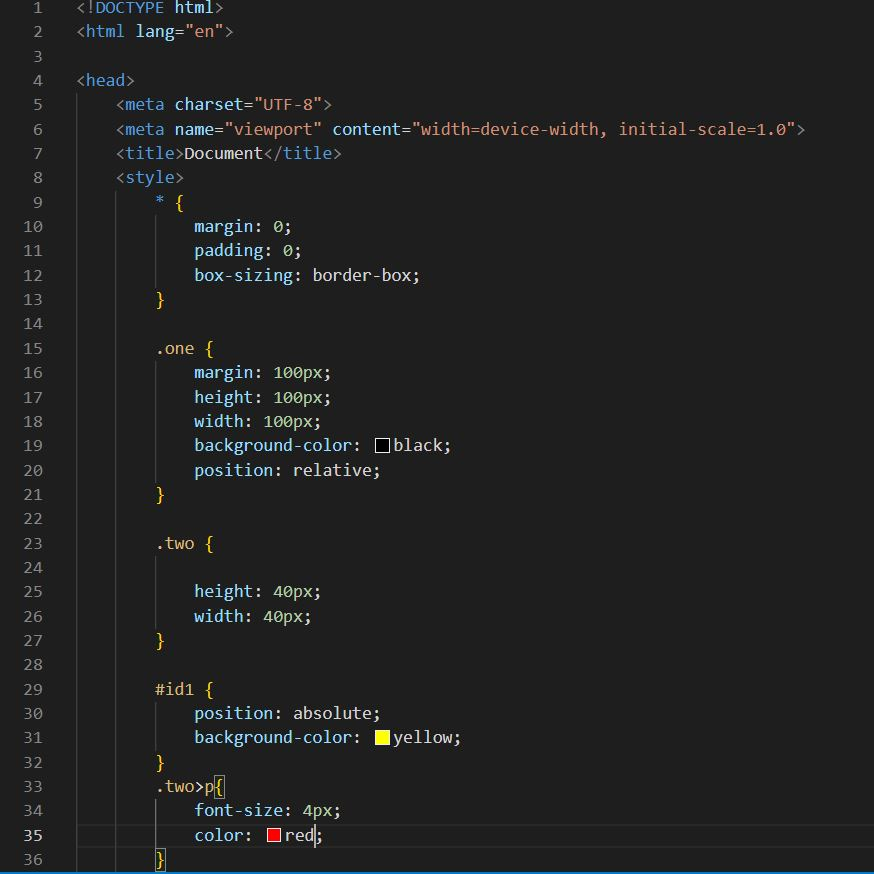 1 <!DOCTYPE html>
2 <html lang="en">
3
4 <head>
5     <meta charset="UTF-8">
6     <meta name="viewport" content="width=device-width, initial-scale=1.0">
7     <title>Document</title>
8     <style>
9         * {
10             margin: 0;
11             padding: 0;
12             box-sizing: border-box;
13         }
14
15         .one {
16             margin: 100px;
17             height: 100px;
18             width: 100px;
19             background-color: black;
20             position: relative;
21         }
22
23         .two {
24
25             height: 40px;
26             width: 40px;
27         }
28
29         #id1 {
30             position: absolute;
31             background-color: yellow;
32         }
33         .two>p{
34             font-size: 4px;
35             color: red;
36         }